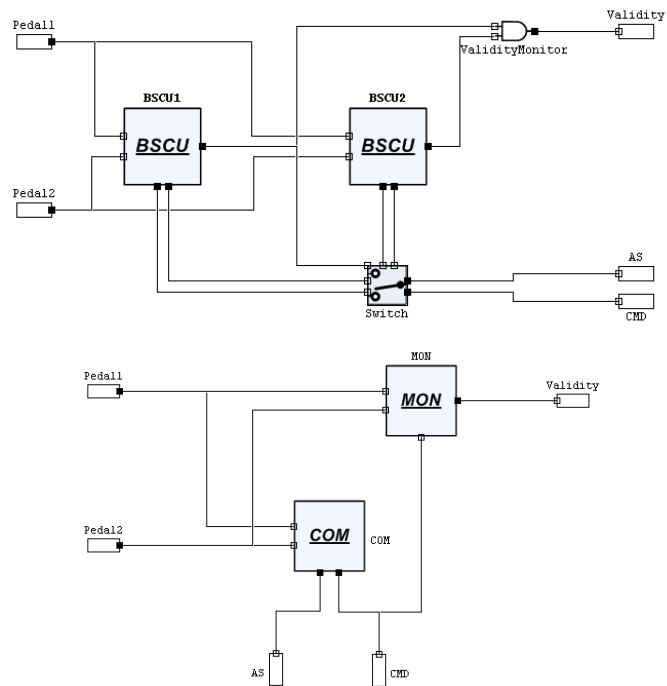 Pedal1
Validity
ValidityMonitor
BSCU1
BSCU2
BSCU
BSCU
Pedal2
AS
CMD
Switch
MON
Pedal1
Validity
MON
Pedal2
COM
COM
AS
CMD